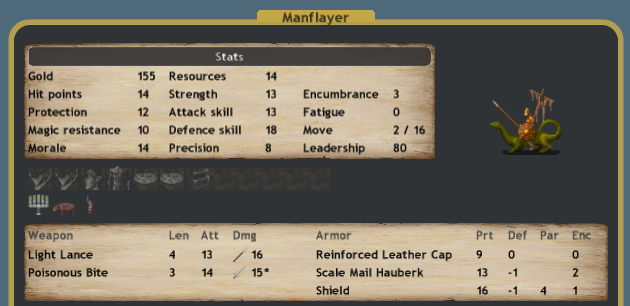 Manflayer
Stats
Gold 155 Resources 14
Hit points 14 Strength 13 Encumbrance 3
Protection 12 Attack skill 13 Fatigue 0
Magic resistance 10 Defence skill 18 Move 2 / 16
Morale 14 Precision 8 Leadership 80
Weapon Len Att Dmg Armor Prt Def Par Enc
Light Lance 4 13 16 Reinforced Leather Cap 9 0 0
Poisonous Bite 3 14 15* Scale Mail Hauberk 13 -1 2
Shield 16 -1 4 1